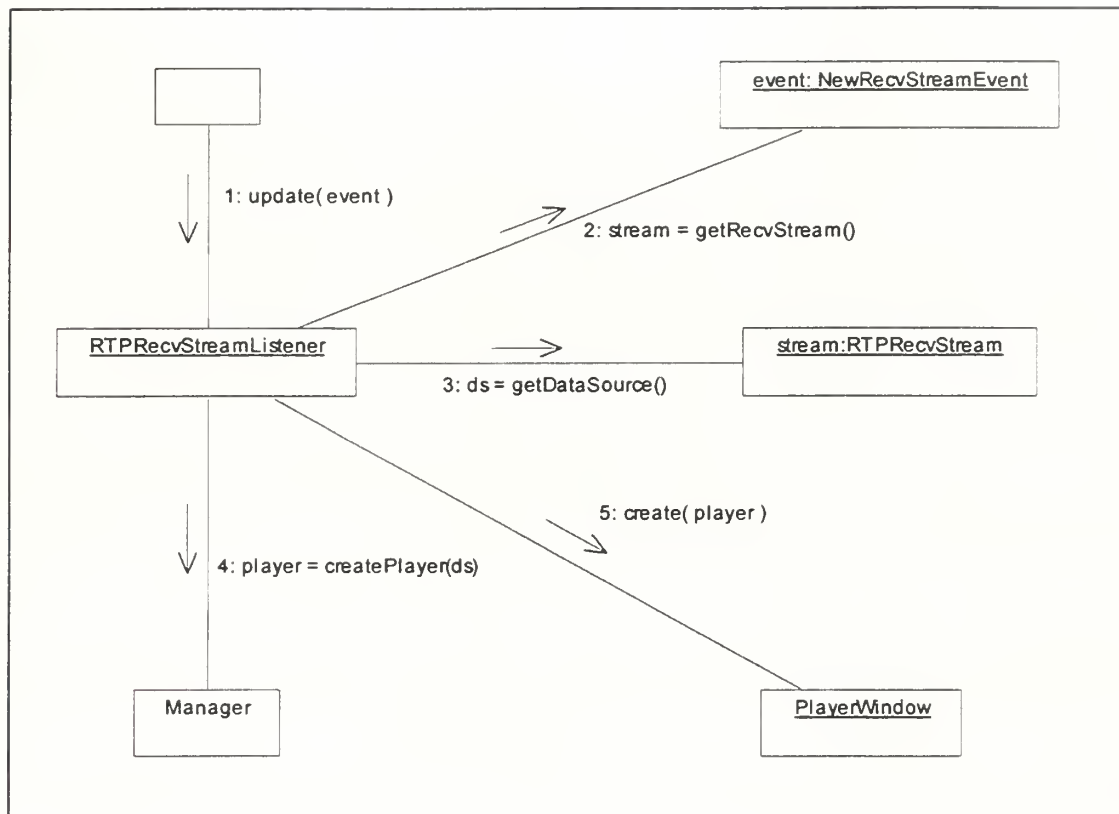 event: NewRecvStreamEvent
1: update( event )
2: stream = getRecvStream()
RTPRecvStreamListener
stream:RTPRecvStream
3: ds = getDataSource()
5: create( player )
4: player = createPlayer(ds)
Manager
PlayerWindow